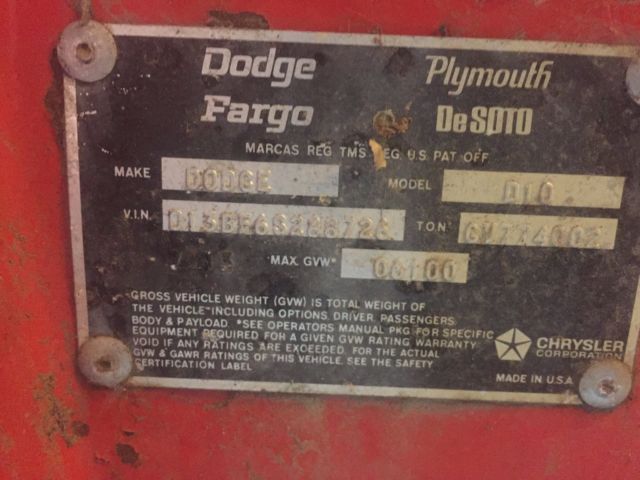 Dodge Plymouth
Fargo DeSOTO
MARCAS REG TMS REG U.S PAT OFF
MAKE DODGE MODEL D10
V.I.N. T.O.N
MAX. GVW* 06100
GROSS VEHICLE WEIGHT (GVW) IS TOTAL WEIGHT OF
THE VEHICLE INCLUDING OPTIONS, DRIVER, PASSENGERS
BODY & PAYLOAD. *SEE OPERATORS MANUAL PKG FOR SPECIFIC
EQUIPMENT REQUIRED FOR A GIVEN GVW RATING WARRANTY
VOID IF ANY RATINGS ARE EXCEEDED. FOR THE ACTUAL
GVW & GAWR RATINGS OF THIS VEHICLE, SEE THE SAFETY
CERTIFICATION LABEL
CHRYSLER
CORPORATION
MADE IN U.S.A